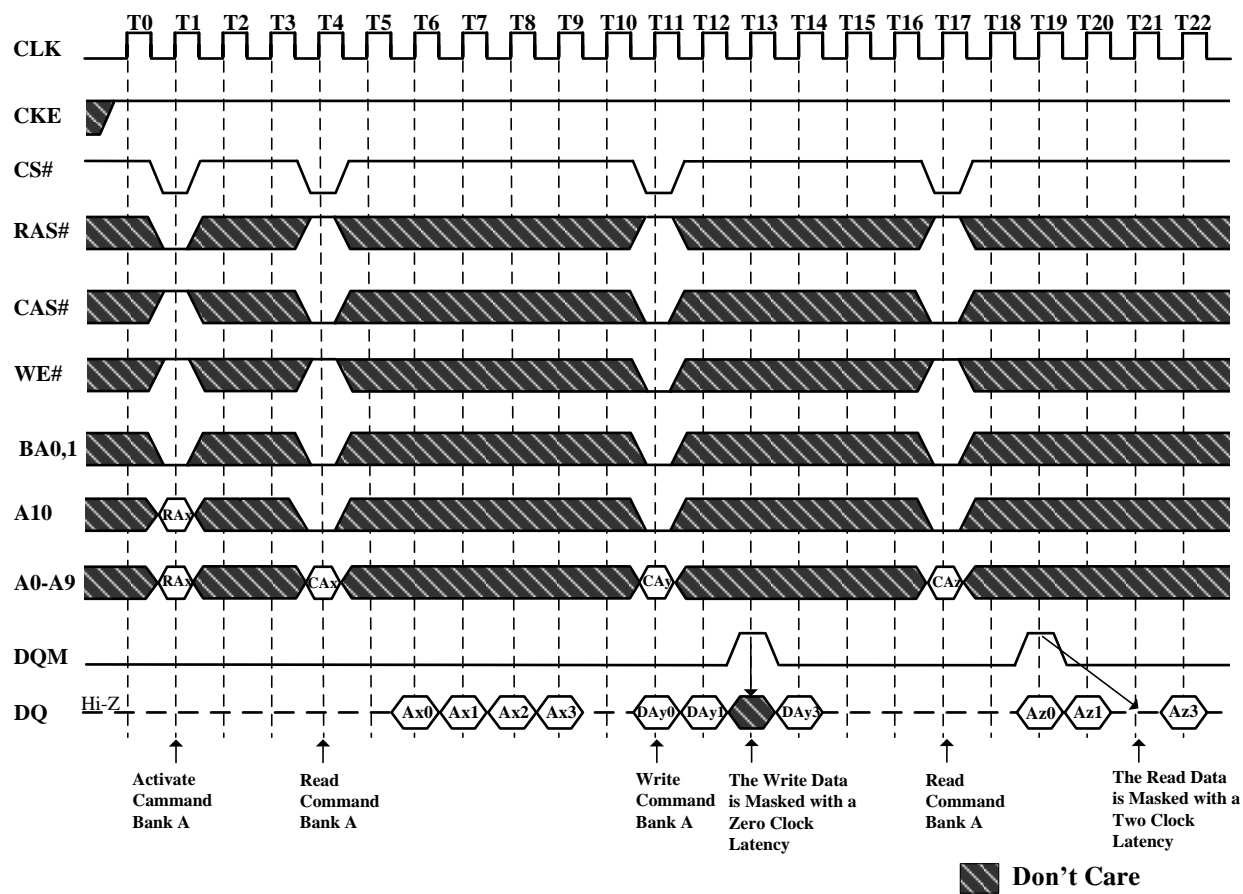 T0 T1 T2 T3 T4 T5 T6 T7 T8 T9 T10 T11 T12 T13 T14 T15 T16 T17 T18 T19 T20 T21 T22
CLK
CKE
CS#
RAS#
CAS#
WE#
BA0,1
A10 RAx
A0-A9 RAx CAx CAy CAz
DQM
Hi-Z
DQ Ax0 Ax1 Ax2 Ax3 DAy0 DAy1 DAy3 Az0 Az1 Az3
Activate
Cammand
Bank A
Read
Command
Bank A
Write
Command
Bank A
The Write Data
is Masked with a
Zero Clock
Latency
Read
Command
Bank A
The Read Data
is Masked with a
Two Clock
Latency
Don't Care